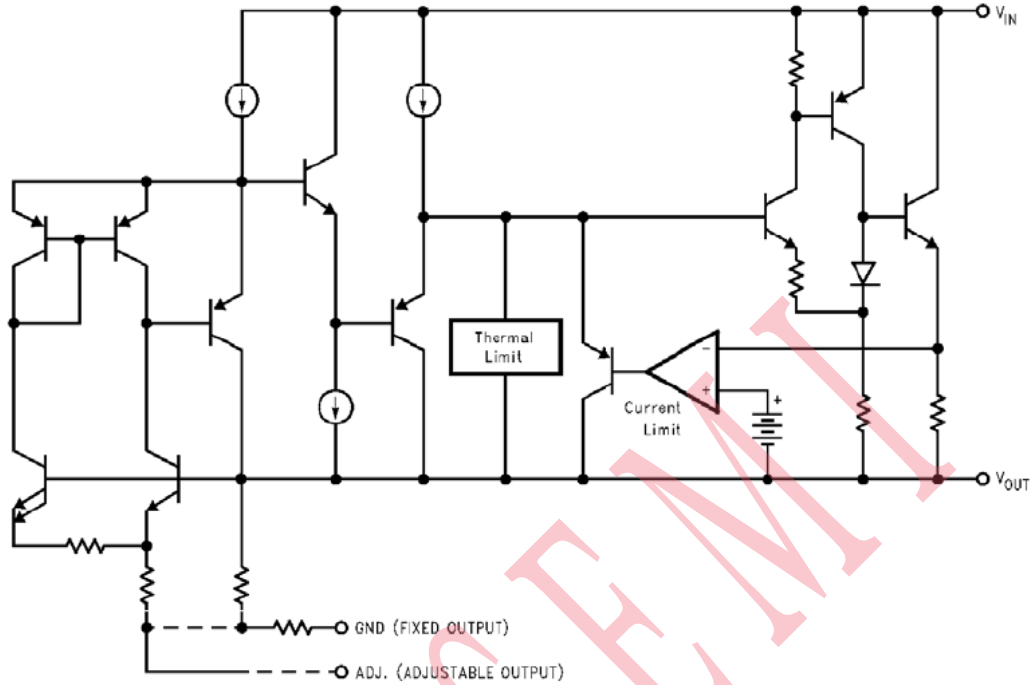 VIN
Thermal
Limit
−
+
+
Current
Limit
VOUT
GND (FIXED OUTPUT)
ADJ. (ADJUSTABLE OUTPUT)
SEMI